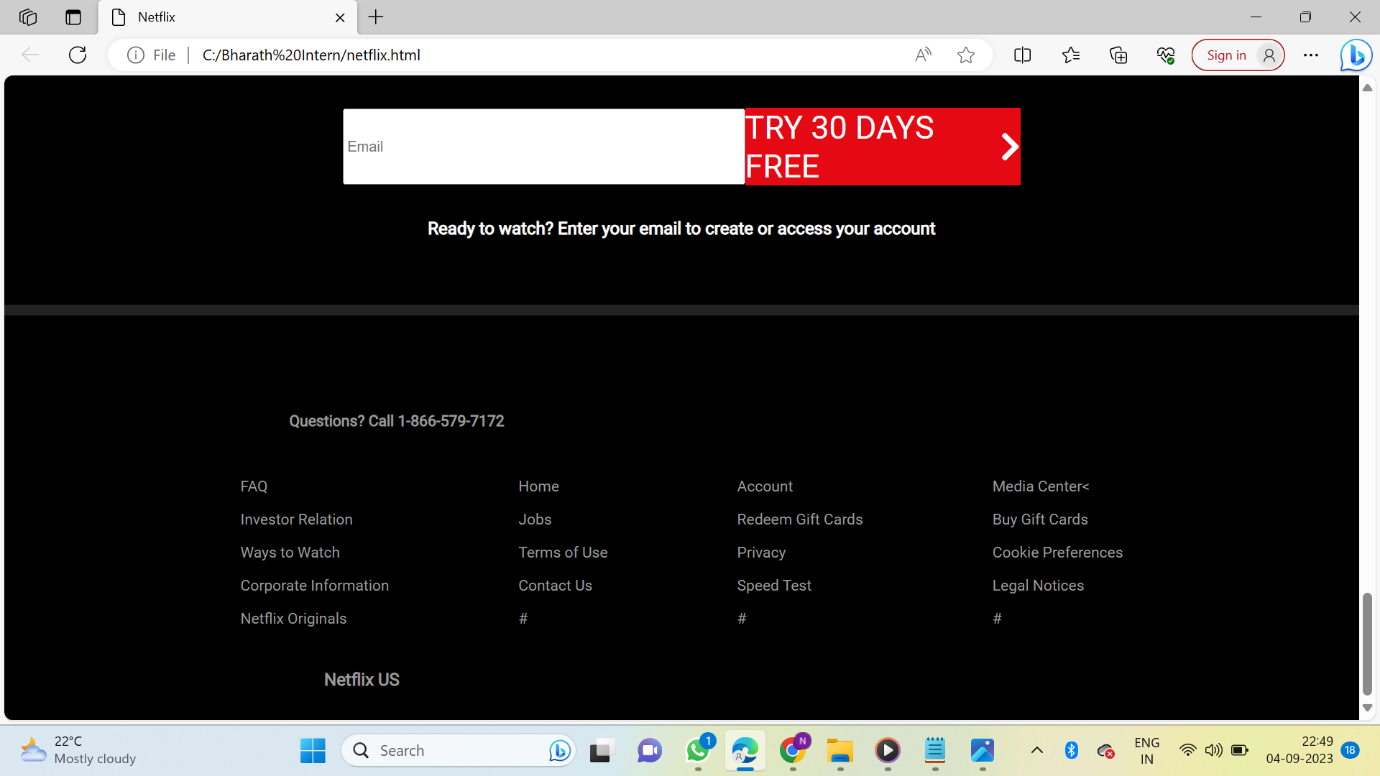 Netflix
File
C:/Bharath%20Intern/netflix.html
Sign in
Email
TRY 30 DAYS
FREE
Ready to watch? Enter your email to create or access your account
Questions? Call 1-866-579-7172
FAQ Home Account Media Center<
Investor Relation Jobs Redeem Gift Cards Buy Gift Cards
Ways to Watch Terms of Use Privacy Cookie Preferences
Corporate Information Contact Us Speed Test Legal Notices
Netflix Originals # # #
Netflix US
22°C
Mostly cloudy
Search
1
N
ENG
IN
22:49
04-09-2023
18